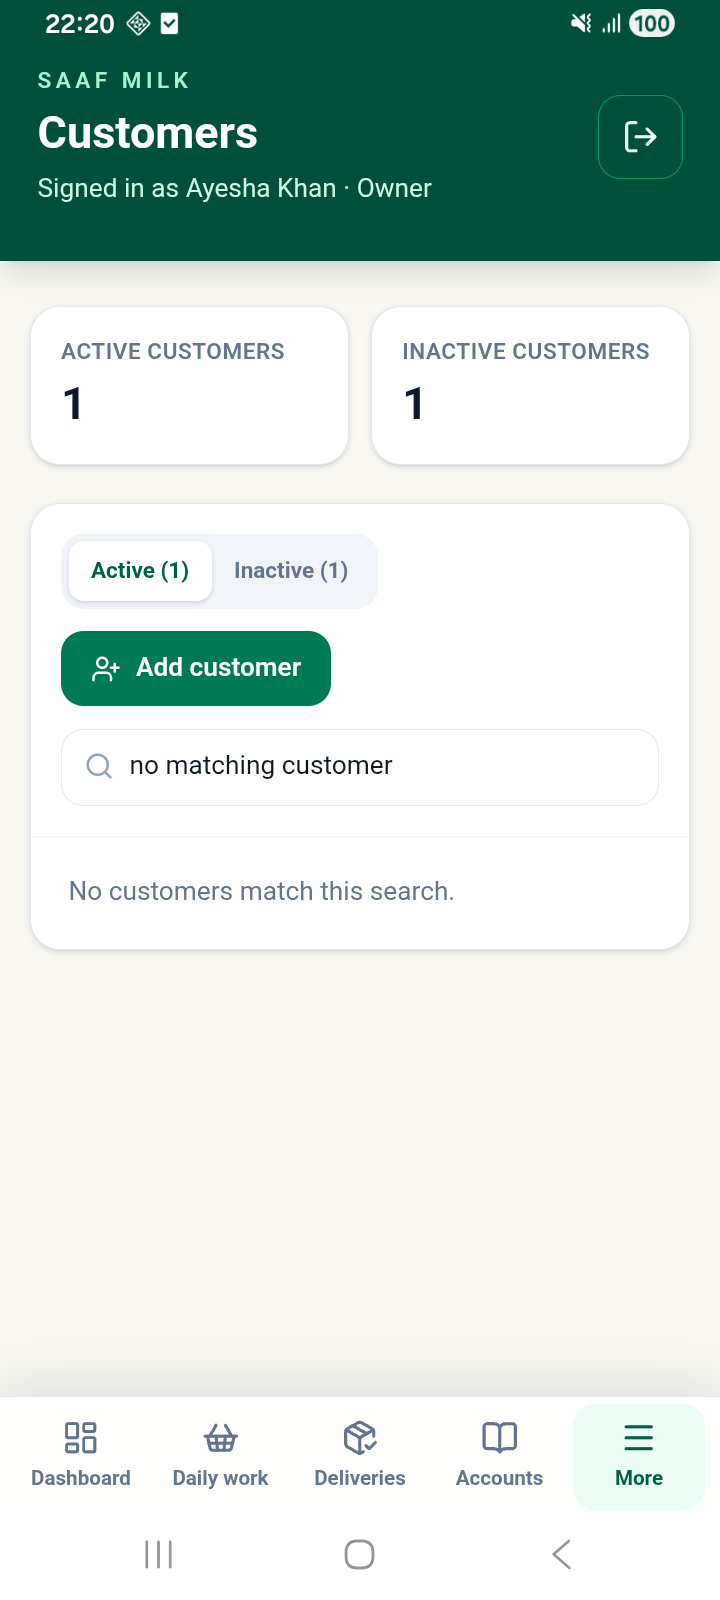 22:20
100
SAAF MILK
Customers
Signed in as Ayesha Khan · Owner
ACTIVE CUSTOMERS
1
INACTIVE CUSTOMERS
1
Active (1)
Inactive (1)
Add customer
no matching customer
No customers match this search.
Dashboard
Daily work
Deliveries
Accounts
More